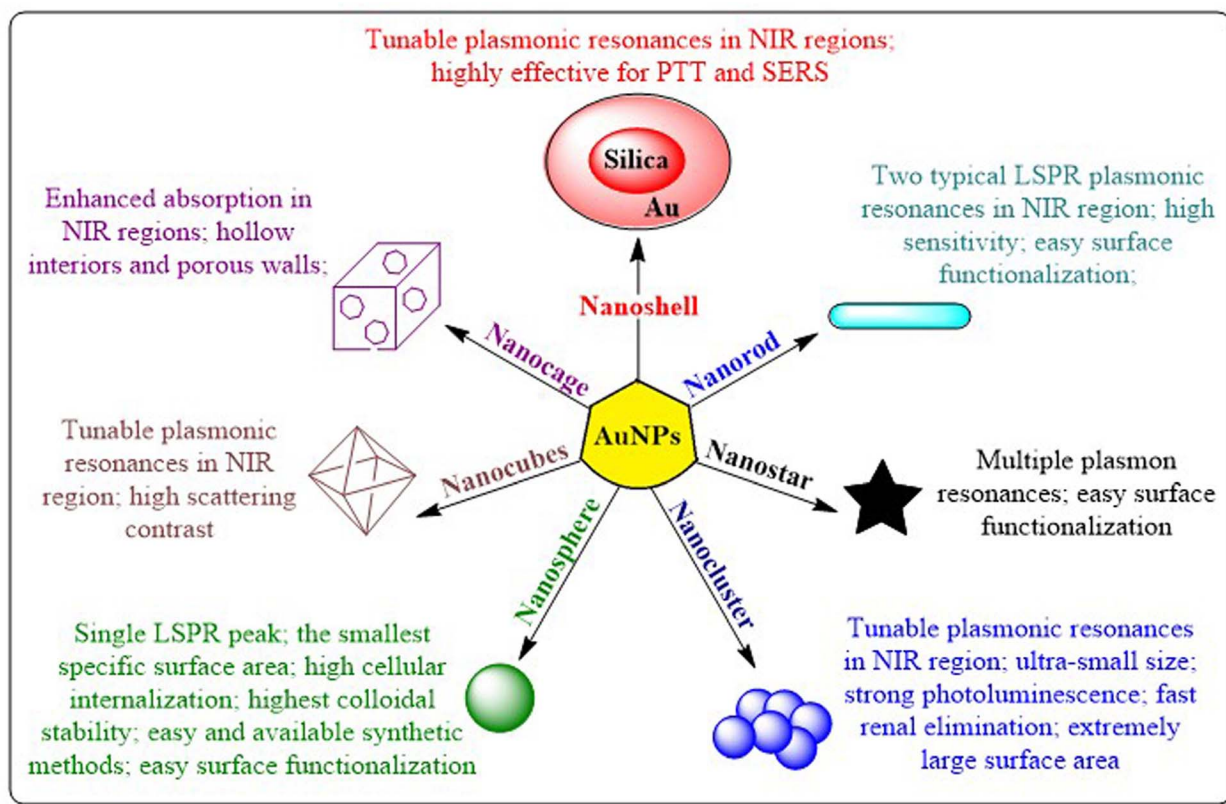 Tunable plasmonic resonances in NIR regions;
highly effective for PTT and SERS
Silica
Au
Enhanced absorption in
NIR regions; hollow
interiors and porous walls;
Two typical LSPR plasmonic
resonances in NIR region; high
sensitivity; easy surface
functionalization;
Nanoshell
Nanocage
Nanorod
AuNPs
Tunable plasmonic
resonances in NIR
region; high scattering
contrast
Nanocubes
Nanostar
Multiple plasmon
resonances; easy surface
functionalization
Nanosphere
Nanocluster
Single LSPR peak; the smallest
specific surface area; high cellular
internalization; highest colloidal
stability; easy and available synthetic
methods; easy surface functionalization
Tunable plasmonic resonances
in NIR region; ultra-small size;
strong photoluminescence; fast
renal elimination; extremely
large surface area